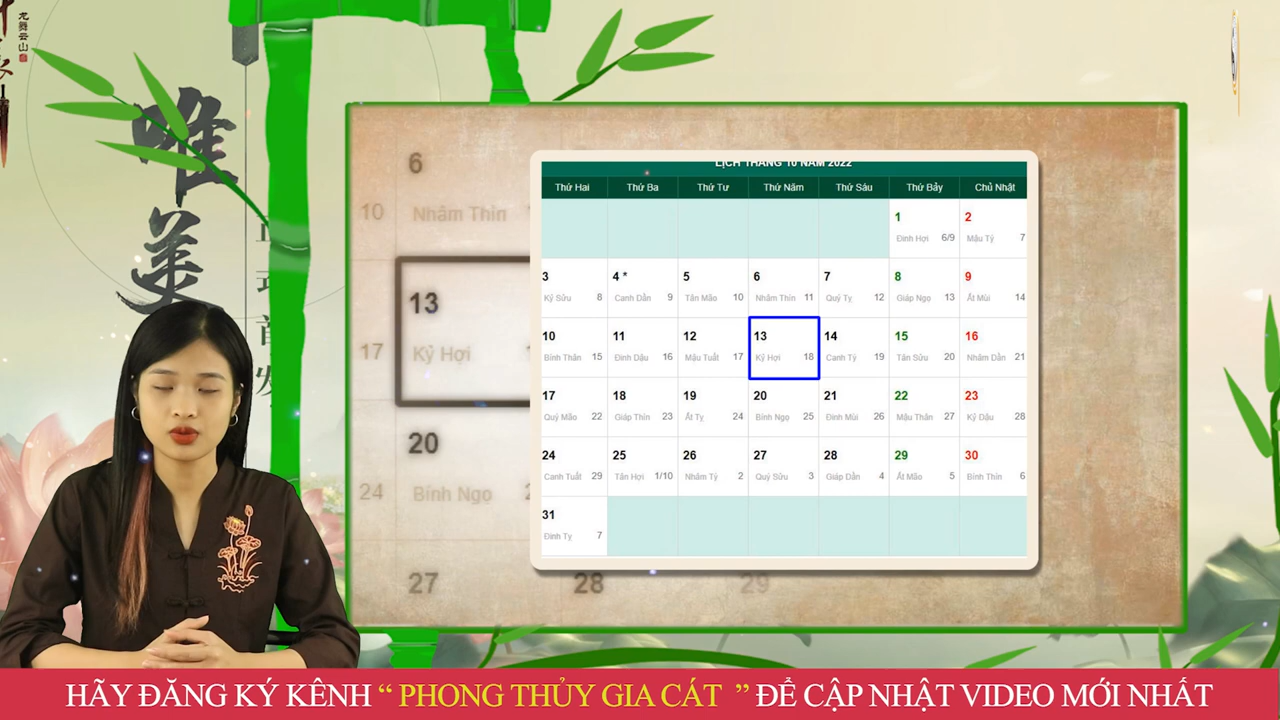 龙舞云山
唯美
6
10 Nhâm Thìn
13
17 Kỷ Hợi
20
24 Bính Ngọ
27 28 29
LỊCH THÁNG 10 NĂM 2022
Thứ Hai Thứ Ba Thứ Tư Thứ Năm Thứ Sáu Thứ Bảy Chủ Nhật
1 2
Đinh Hợi 6/9 Mậu Tý 7
3 4 * 5 6 7 8 9
Kỷ Sửu 8 Canh Dần 9 Tân Mão 10 Nhâm Thìn 11 Quý Tỵ 12 Giáp Ngọ 13 Ất Mùi 14
10 11 12 13 14 15 16
Bính Thân 15 Đinh Dậu 16 Mậu Tuất 17 Kỷ Hợi 18 Canh Tý 19 Tân Sửu 20 Nhâm Dần 21
17 18 19 20 21 22 23
Quý Mão 22 Giáp Thìn 23 Ất Tỵ 24 Bính Ngọ 25 Đinh Mùi 26 Mậu Thân 27 Kỷ Dậu 28
24 25 26 27 28 29 30
Canh Tuất 29 Tân Hợi 1/10 Nhâm Tý 2 Quý Sửu 3 Giáp Dần 4 Ất Mão 5 Bính Thìn 6
31
Đinh Tỵ 7
HÃY ĐĂNG KÝ KÊNH “ PHONG THỦY GIA CÁT ” ĐỂ CẬP NHẬT VIDEO MỚI NHẤT